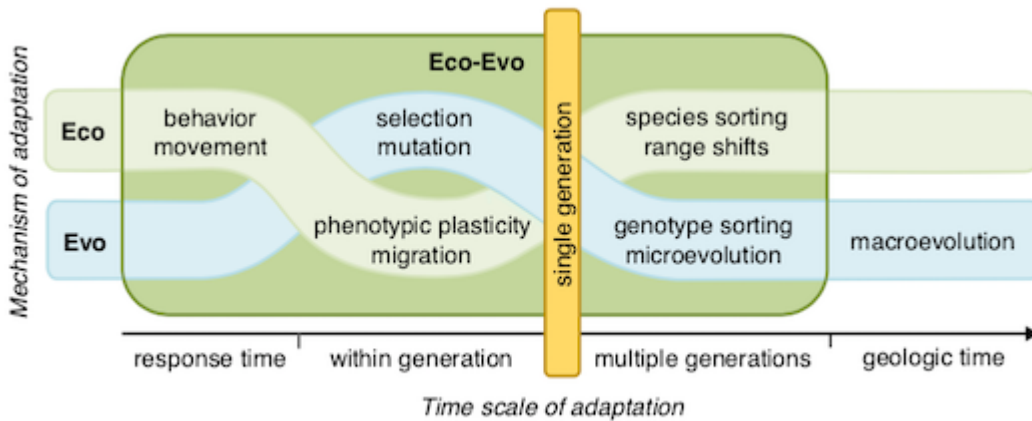 Eco-Evo
Mechanism of adaptation
Eco
behavior
movement
selection
mutation
species sorting
range shifts
Evo
phenotypic plasticity
migration
single generation
genotype sorting
microevolution
macroevolution
response time
within generation
multiple generations
geologic time
Time scale of adaptation